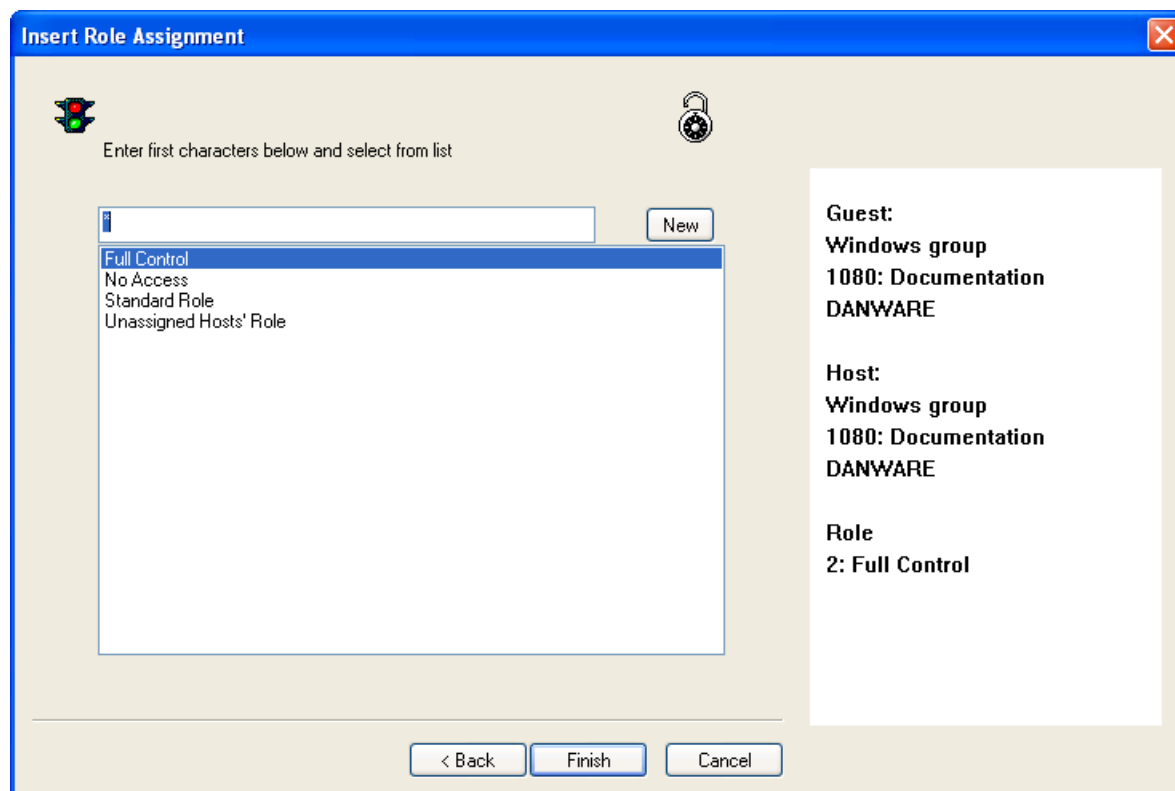 Insert Role Assignment
Enter first characters below and select from list
*
New
Full Control
No Access
Standard Role
Unassigned Hosts' Role
Guest:
Windows group
1080: Documentation
DANWARE
Host:
Windows group
1080: Documentation
DANWARE
Role
2: Full Control
< Back
Finish
Cancel